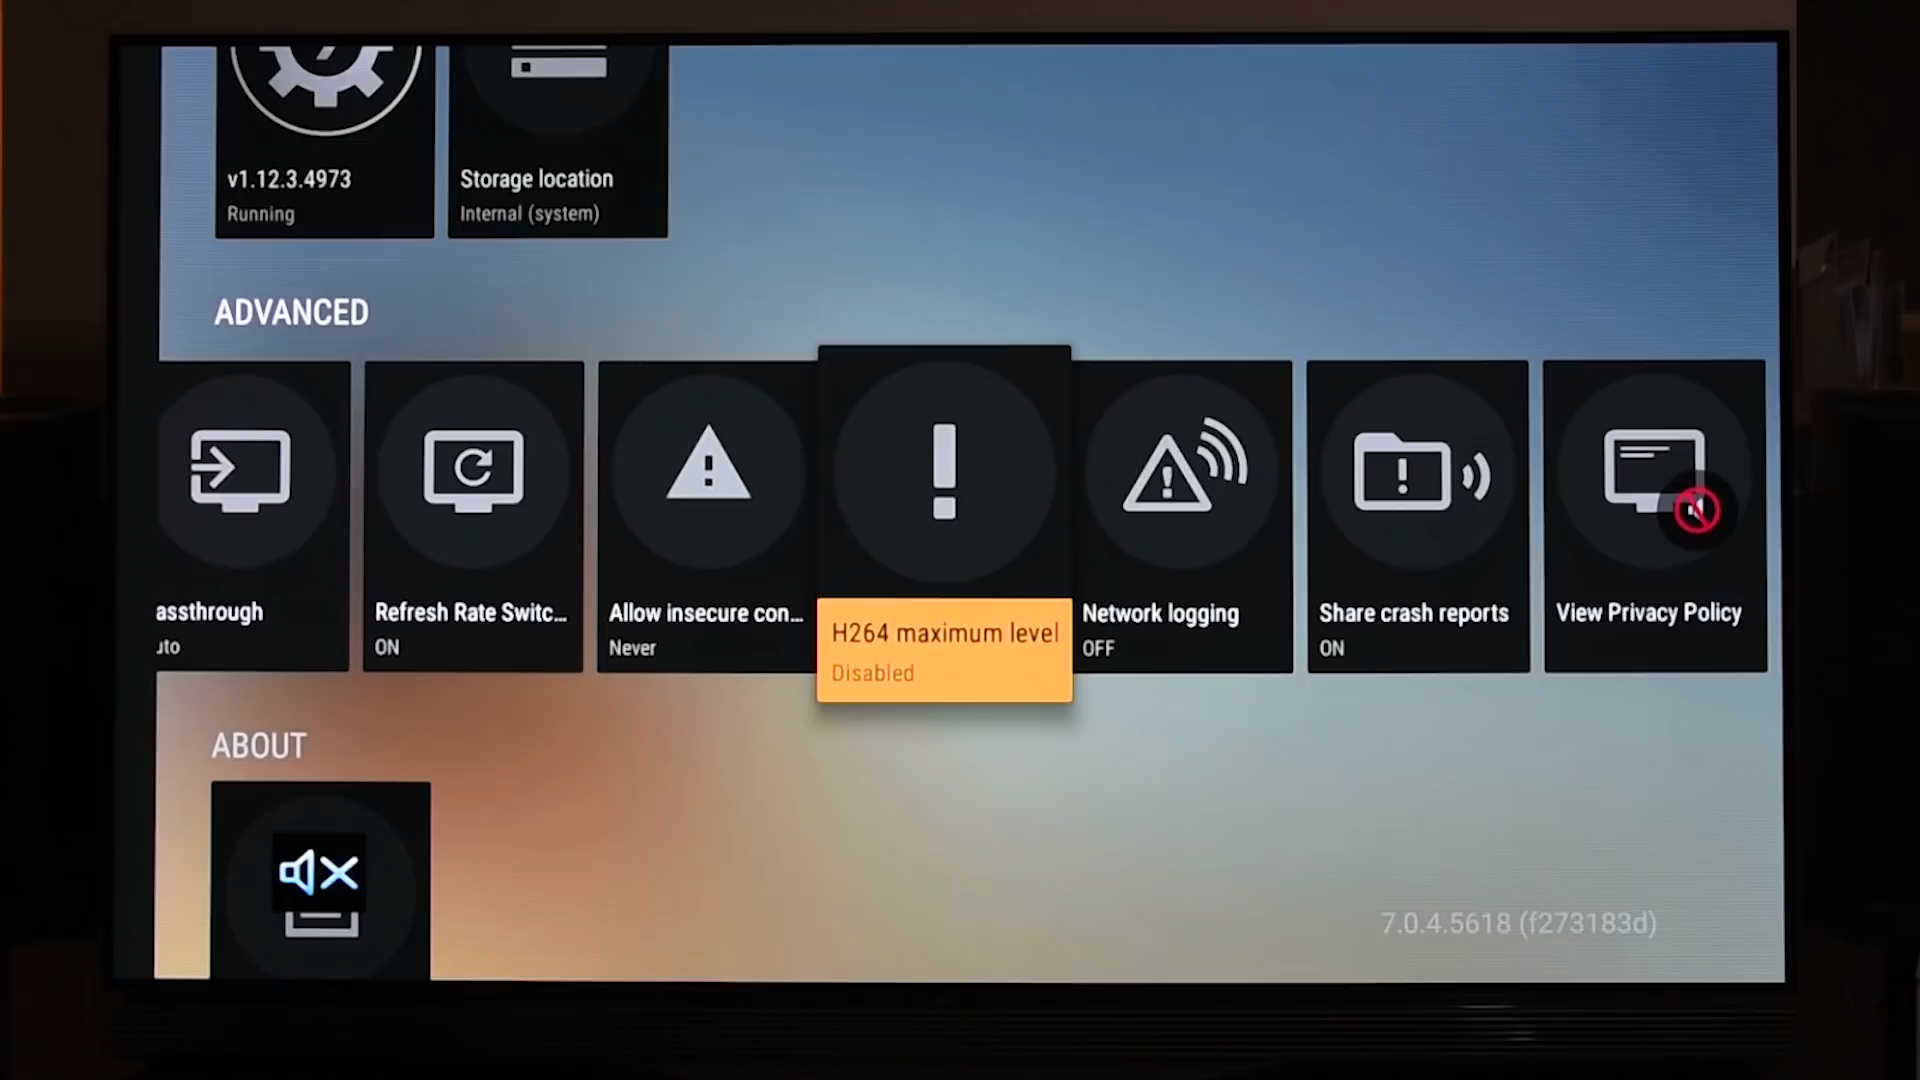 v1.12.3.4973
Running
Storage location
Internal (system)
ADVANCED
assthrough
uto
Refresh Rate Switc...
ON
Allow insecure con...
Never
H264 maximum level
Disabled
Network logging
OFF
Share crash reports
ON
View Privacy Policy
ABOUT
7.0.4.5618 (f273183d)